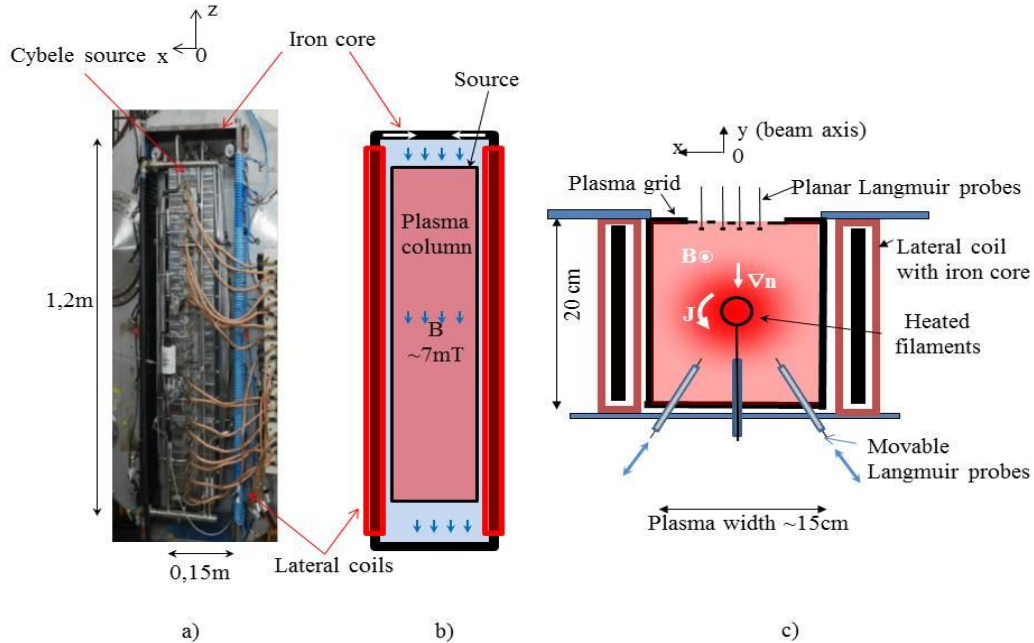 z
x
0
Cybele source
Iron core
1,2m
0,15m
Lateral coils
a)
Source
Plasma
column
B
~7mT
b)
y (beam axis)
x
0
Plasma grid
Planar Langmuir probes
B⊙
∇n
J
20 cm
Lateral coil
with iron core
Heated
filaments
Movable
Langmuir probes
Plasma width ~15cm
c)